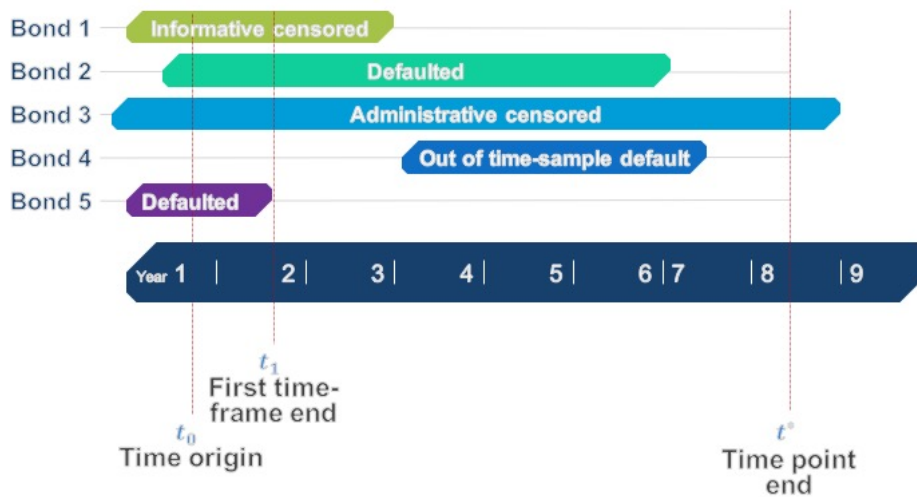 Bond 1 Informative censored
Bond 2 Defaulted
Bond 3 Administrative censored
Bond 4 Out of time-sample default
Bond 5 Defaulted
Year 1 2 3 4 5 6 7 8 9
t₁
First time-
frame end
t₀
Time origin
t*
Time point
end